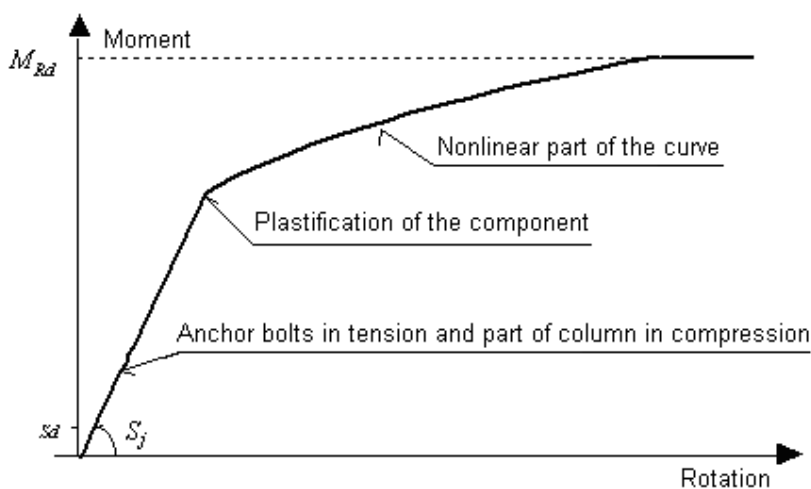 Moment
M_Rd
Nonlinear part of the curve
Plastification of the component
Anchor bolts in tension and part of column in compression
Sd
S_j
Rotation